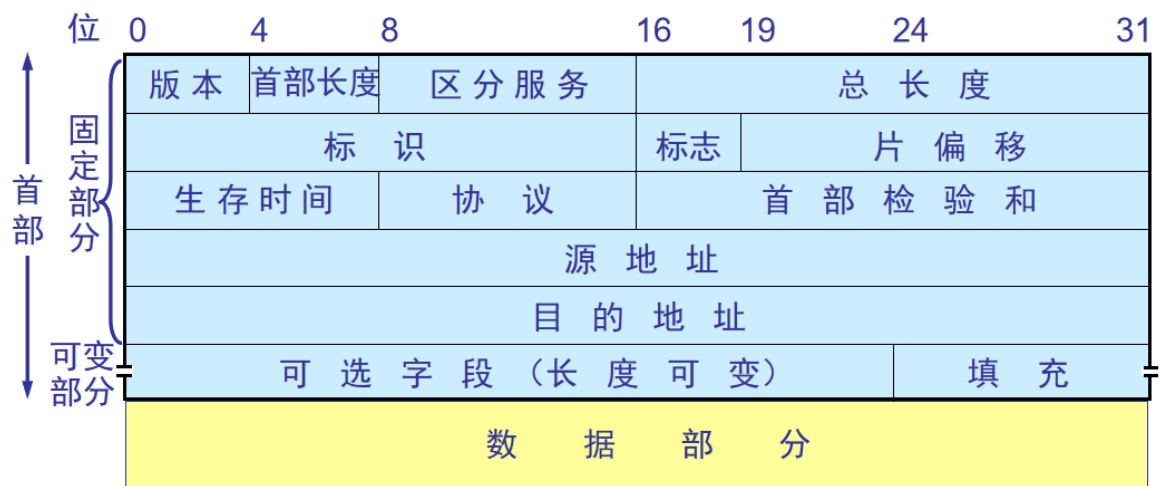 位 0 4 8 16 19 24 31
版本 首部长度 区分服务 总长度
标识 标志 片偏移
生存时间 协议 首部检验和
源地址
目的地址
可选字段（长度可变） 填充
数据部分
首部
固定部分
可变部分